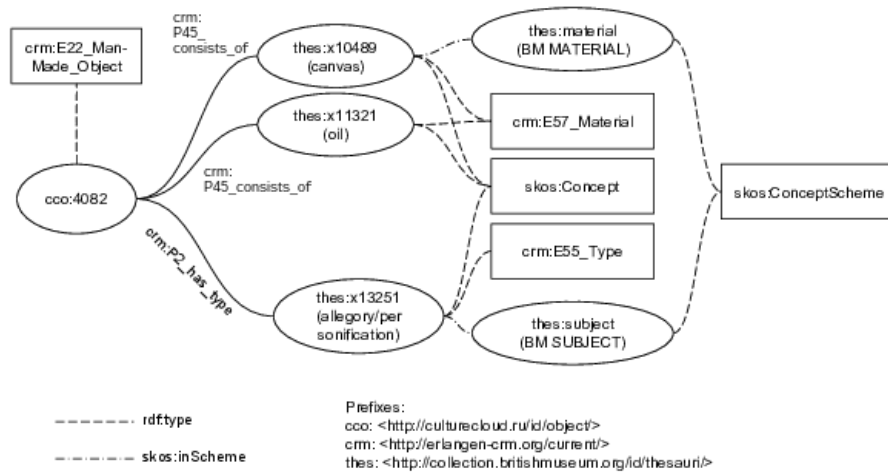 crm:
P45_
consists_of
crm:E22_Man-
Made_Object
thes:x10489
(canvas)
thes:material
(BM MATERIAL)
thes:x11321
(oil)
crm:E57_Material
crm:
P45_consists_of
cco:4082
skos:Concept
skos:ConceptScheme
crm:P2_has_type
crm:E55_Type
thes:x13251
(allegory/per
sonification)
thes:subject
(BM SUBJECT)
rdf:type
skos:inScheme
Prefixes:
cco: <http://culturecloud.ru/id/object/>
crm: <http://erlangen-crm.org/current/>
thes: <http://collection.britishmuseum.org/id/thesauri/>